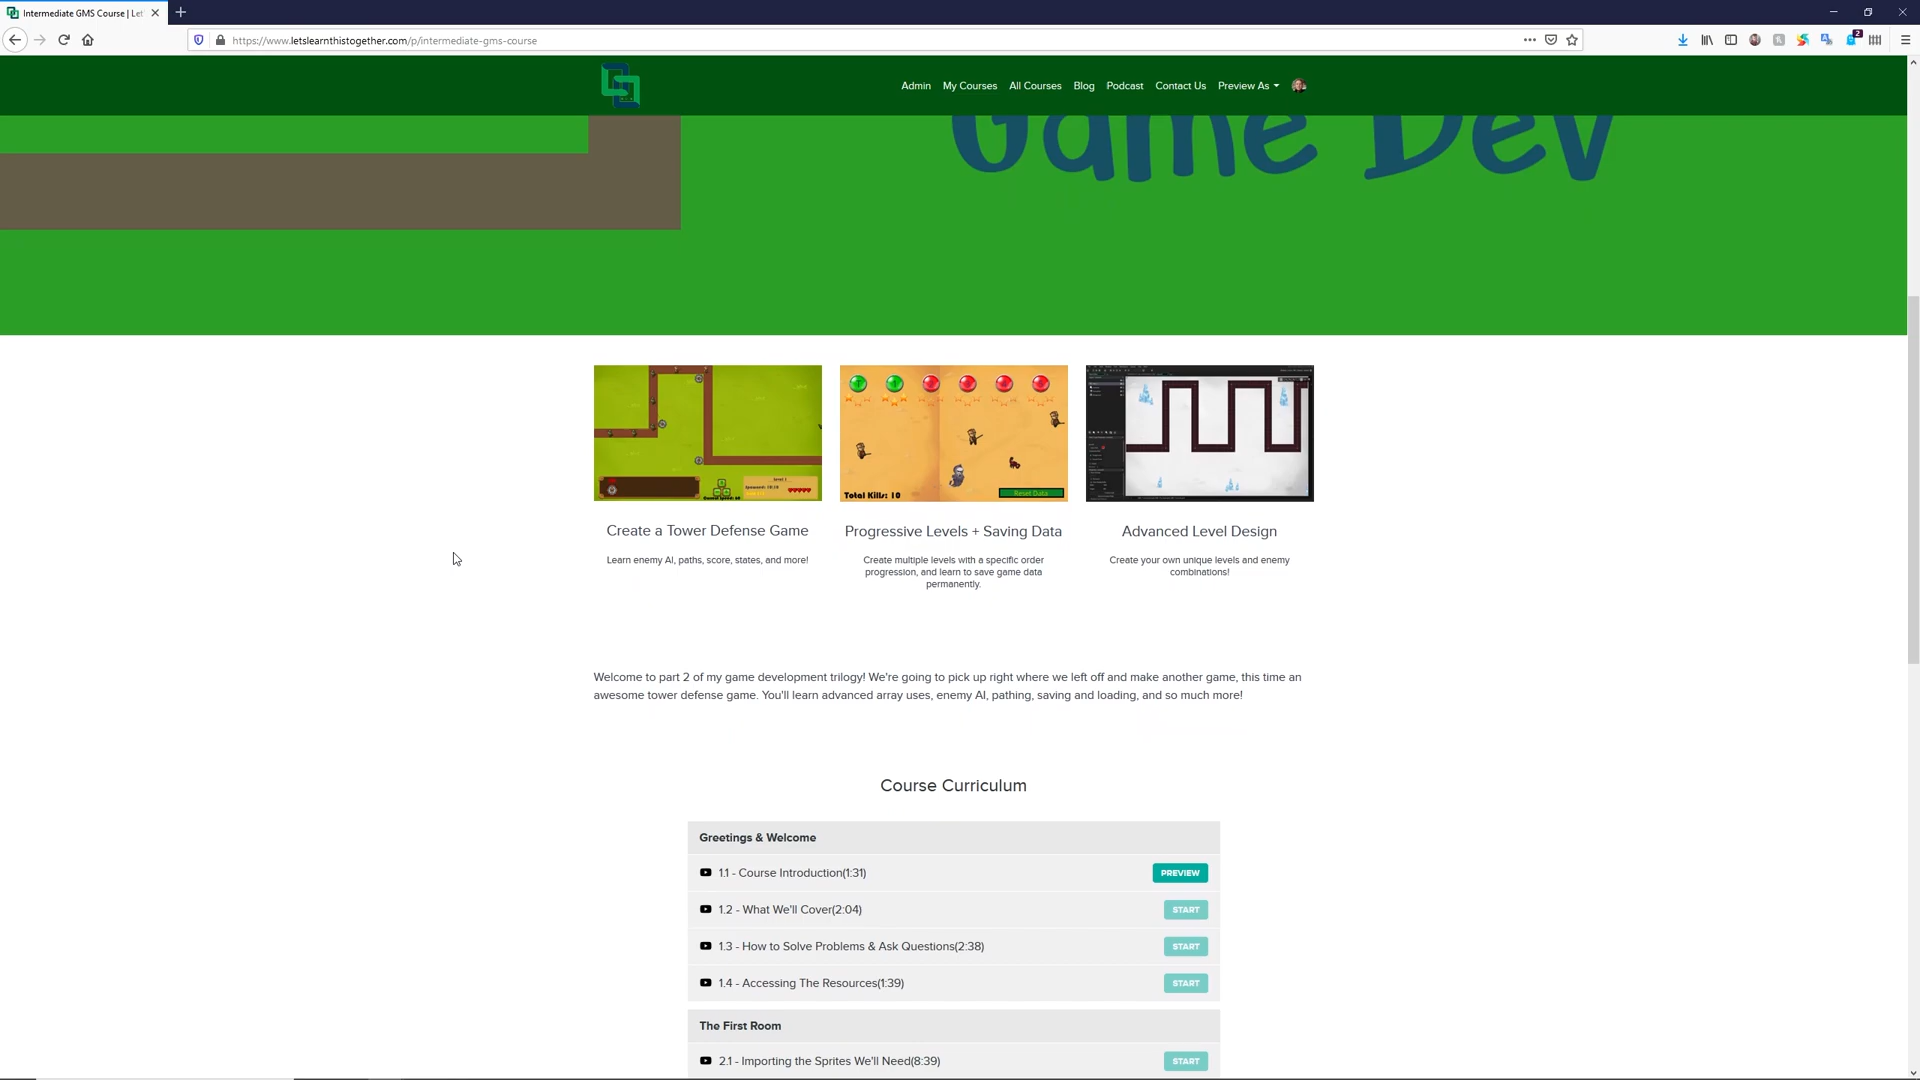 Intermediate GMS Course | Let'
https://www.letslearnthistogether.com/p/intermediate-gms-course
2
Admin My Courses All Courses Blog Podcast Contact Us Preview As
Game Dev
Total Kills: 10
Reset Data
Create a Tower Defense Game
Learn enemy AI, paths, score, states, and more!
Progressive Levels + Saving Data
Create multiple levels with a specific order
progression, and learn to save game data
permanently.
Advanced Level Design
Create your own unique levels and enemy
combinations!
Welcome to part 2 of my game development trilogy! We're going to pick up right where we left off and make another game, this time an
awesome tower defense game. You'll learn advanced array uses, enemy AI, pathing, saving and loading, and so much more!
Course Curriculum
Greetings & Welcome
1.1 - Course Introduction(1:31)
PREVIEW
1.2 - What We'll Cover(2:04)
START
1.3 - How to Solve Problems & Ask Questions(2:38)
START
1.4 - Accessing The Resources(1:39)
START
The First Room
2.1 - Importing the Sprites We'll Need(8:39)
START